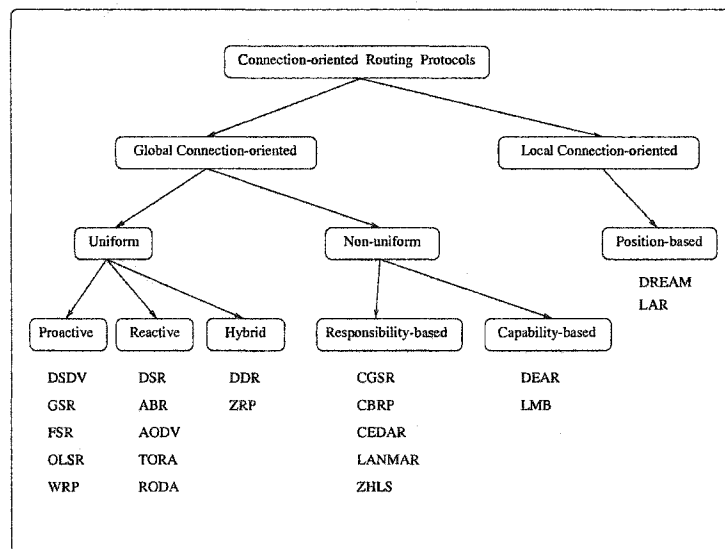 Connection-oriented Routing Protocols
Global Connection-oriented
Local Connection-oriented
Uniform
Non-uniform
Position-based
DREAM
LAR
Proactive
Reactive
Hybrid
Responsibility-based
Capability-based
DSDV
DSR
DDR
CGSR
DEAR
GSR
ABR
ZRP
CBRP
LMB
FSR
AODV
CEDAR
OLSR
TORA
LANMAR
WRP
RODA
ZHLS